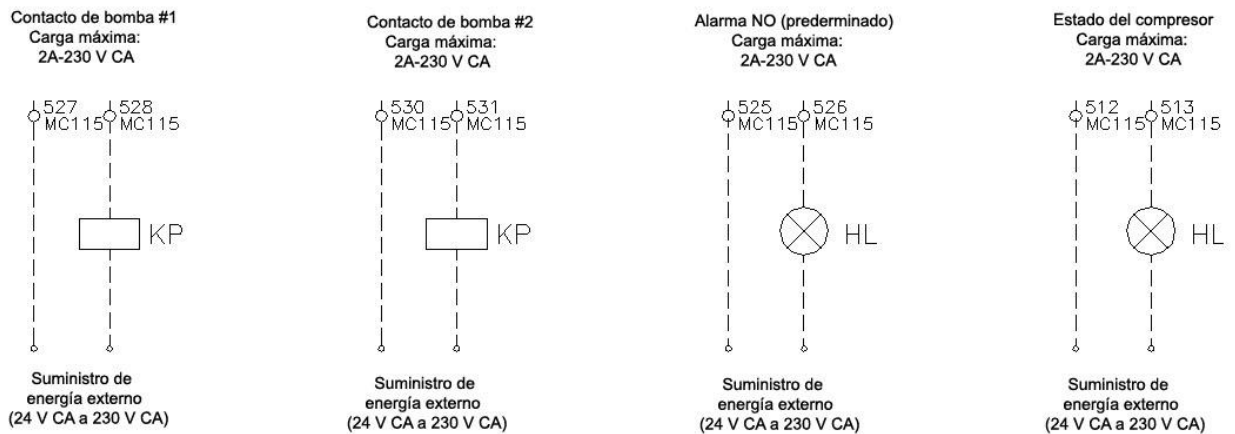 Contacto de bomba #1
Carga máxima:
2A-230 V CA
527
528
MC115
MC115
KP
Suministro de
energía externo
(24 V CA a 230 V CA)
Contacto de bomba #2
Carga máxima:
2A-230 V CA
530
531
MC115
MC115
KP
Suministro de
energía externo
(24 V CA a 230 V CA)
Alarma NO (prederminado)
Carga máxima:
2A-230 V CA
525
526
MC115
MC115
HL
Suministro de
energía externo
(24 V CA a 230 V CA)
Estado del compresor
Carga máxima:
2A-230 V CA
512
513
MC115
MC115
HL
Suministro de
energía externo
(24 V CA a 230 V CA)